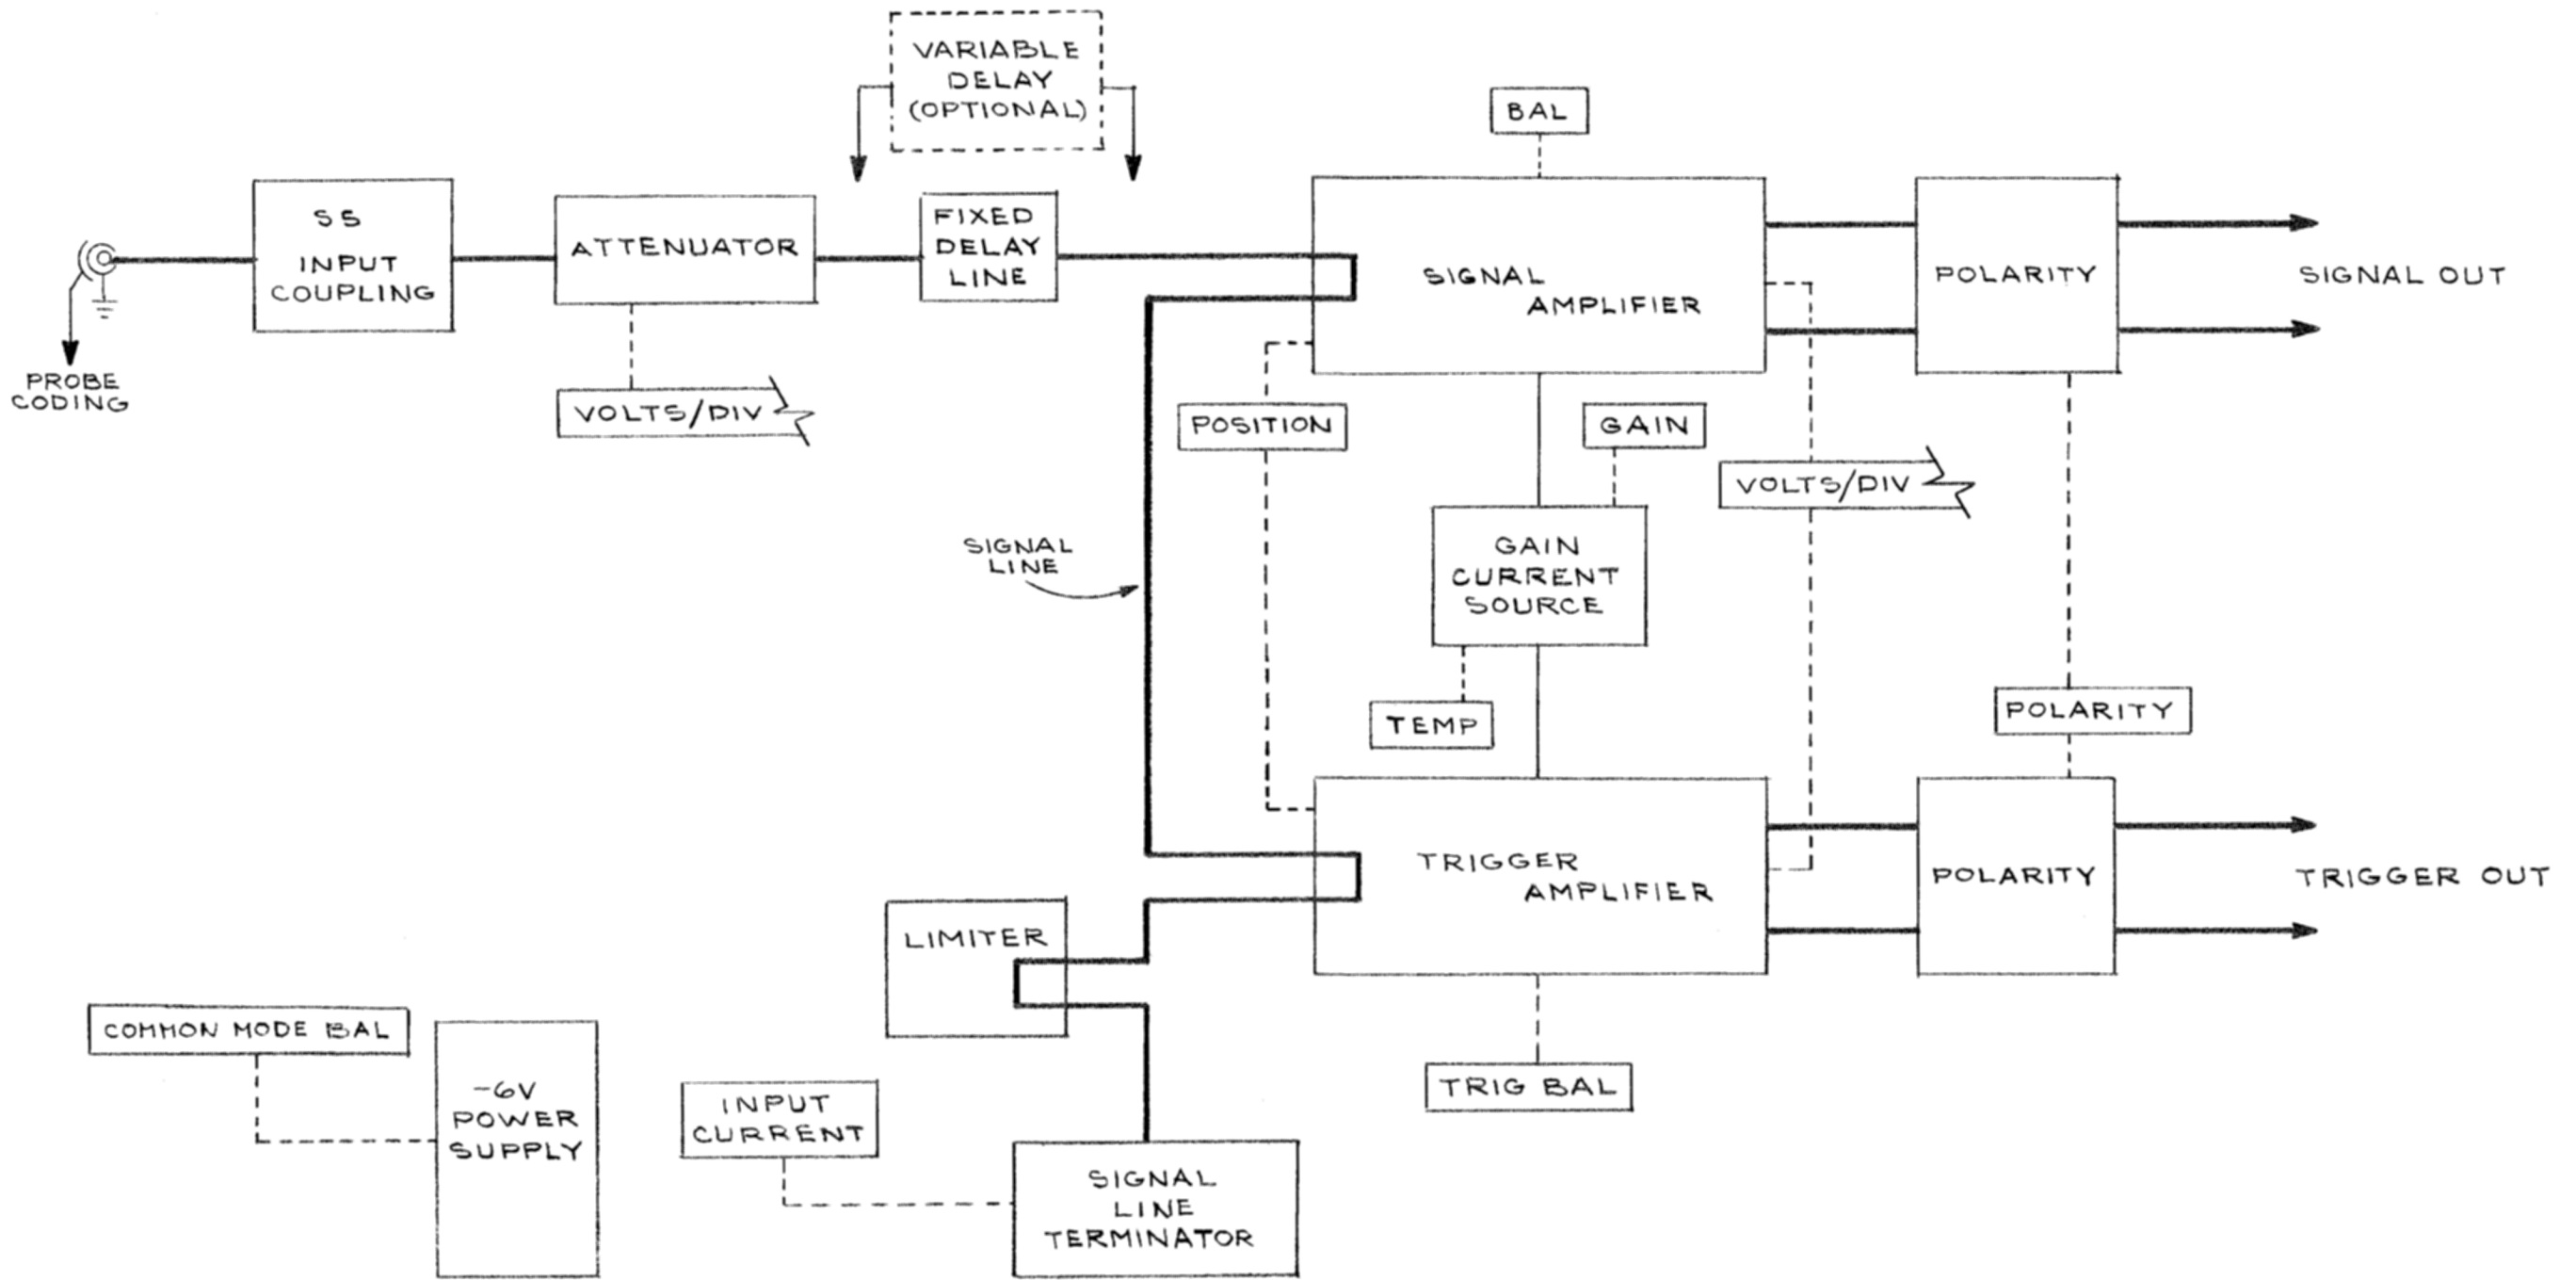 VARIABLE
DELAY
(OPTIONAL)
BAL
S5
INPUT
COUPLING
ATTENUATOR
FIXED
DELAY
LINE
SIGNAL
AMPLIFIER
POLARITY
SIGNAL OUT
PROBE
CODING
VOLTS/DIV
POSITION
GAIN
VOLTS/DIV
SIGNAL
LINE
GAIN
CURRENT
SOURCE
TEMP
POLARITY
TRIGGER
AMPLIFIER
POLARITY
TRIGGER OUT
LIMITER
COMMON MODE BAL
-6V
POWER
SUPPLY
INPUT
CURRENT
TRIG BAL
SIGNAL
LINE
TERMINATOR